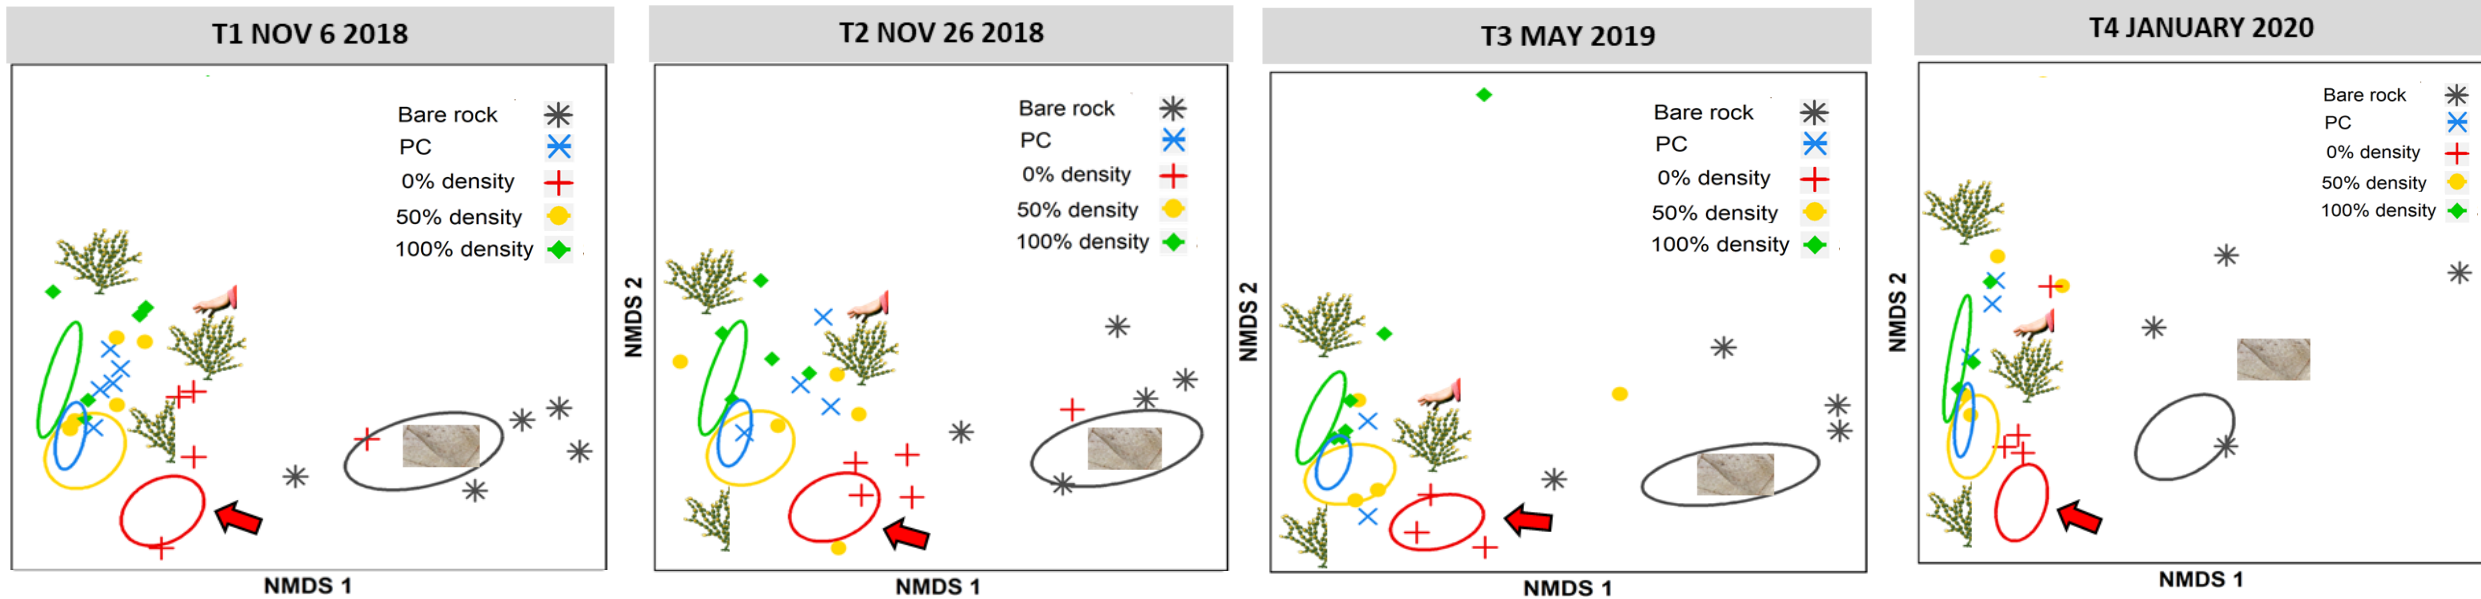 T1 NOV 6 2018
Bare rock
PC
0% density
50% density
100% density
NMDS 1
T2 NOV 26 2018
NMDS 2
Bare rock
PC
0% density
50% density
100% density
NMDS 1
T3 MAY 2019
NMDS 2
Bare rock
PC
0% density
50% density
100% density
NMDS 1
T4 JANUARY 2020
NMDS 2
Bare rock
PC
0% density
50% density
100% density
NMDS 1